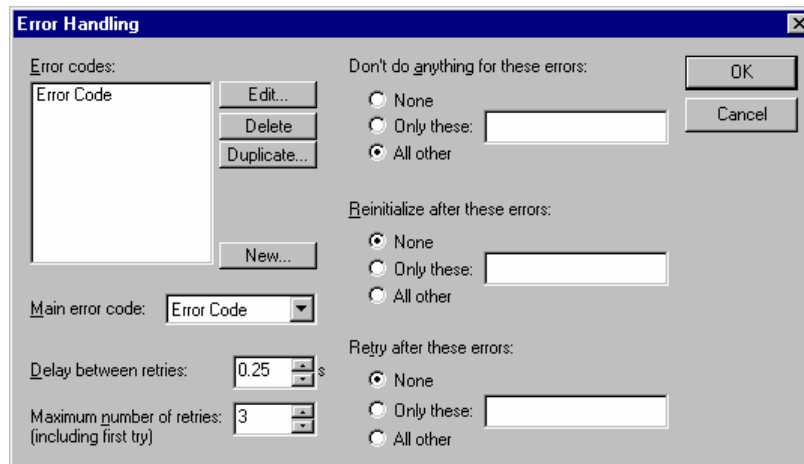 Error Handling
Error codes:
Error Code
Edit...
Delete
Duplicate...
New...
Main error code:
Error Code
Delay between retries:
0.25
s
Maximum number of retries:
(including first try)
3
Don't do anything for these errors:
None
Only these:
All other
Reinitialize after these errors:
None
Only these:
All other
Retry after these errors:
None
Only these:
All other
OK
Cancel